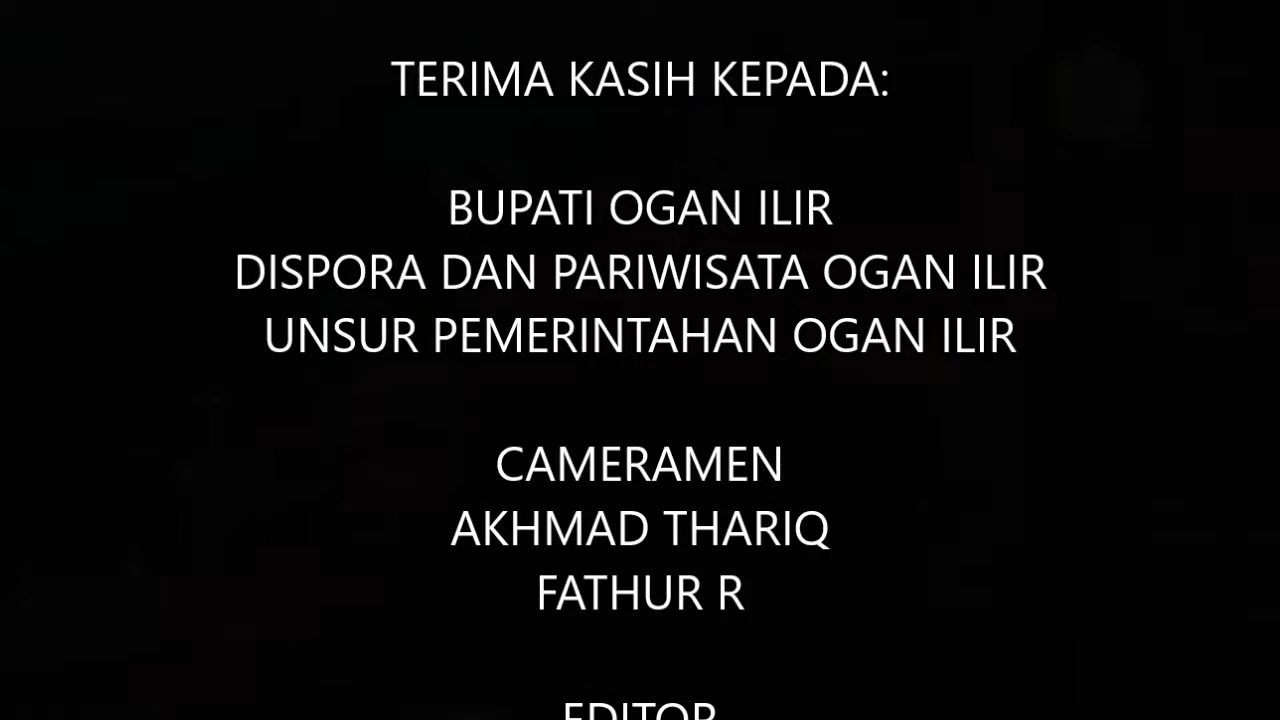 TERIMA KASIH KEPADA:
BUPATI OGAN ILIR
DISPORA DAN PARIWISATA OGAN ILIR
UNSUR PEMERINTAHAN OGAN ILIR
CAMERAMEN
AKHMAD THARIQ
FATHUR R
EDITOR